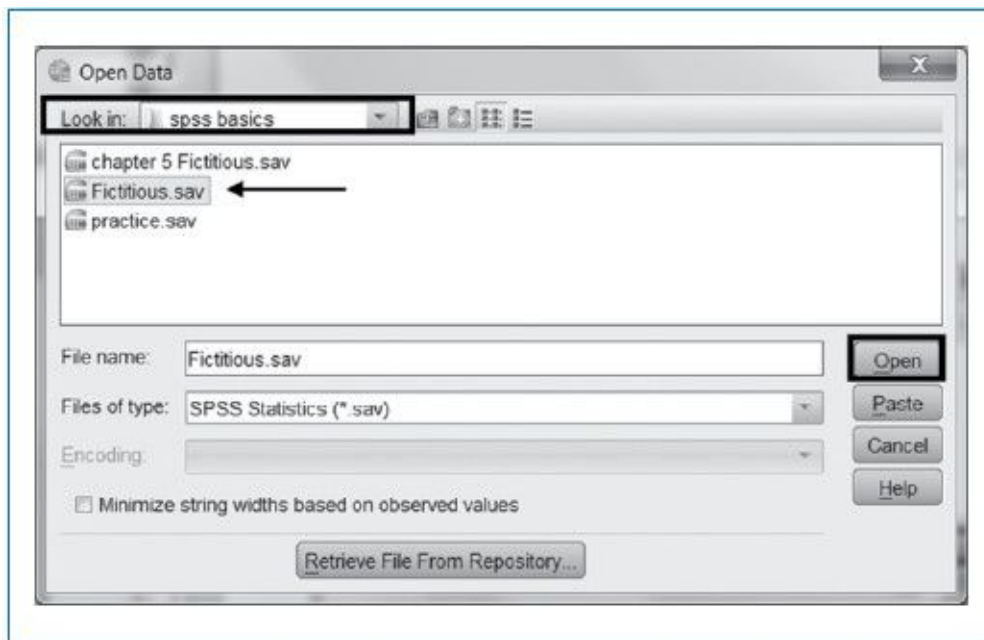 Open Data
Look in: spss basics
chapter 5 Fictitious.sav
Fictitious.sav
practice.sav
File name: Fictitious.sav
Open
Files of type: SPSS Statistics (*.sav)
Paste
Encoding:
Cancel
Minimize string widths based on observed values
Help
Retrieve File From Repository...